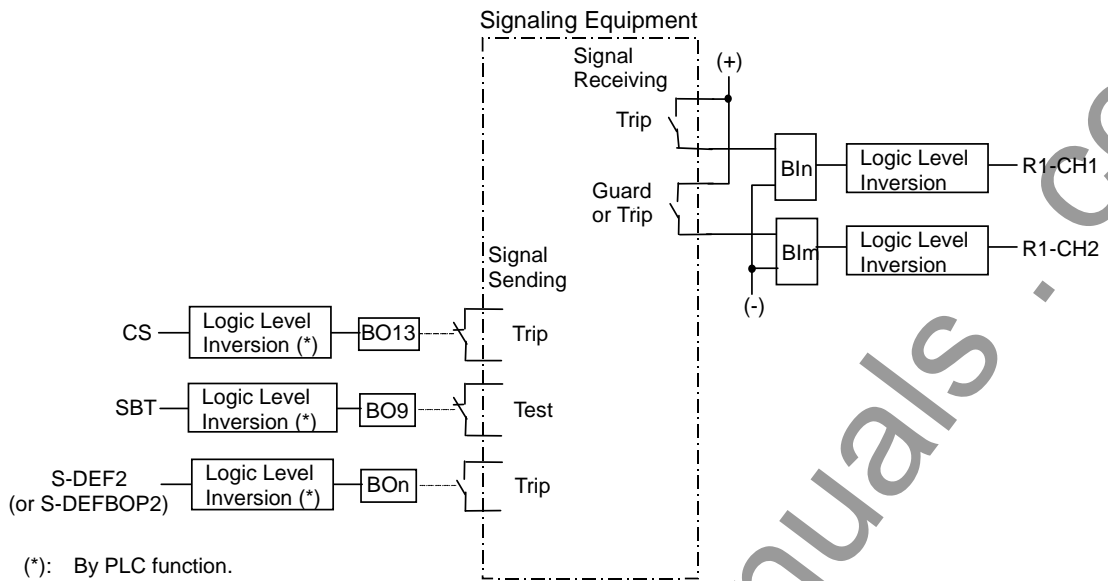 Signaling Equipment
Signal
Receiving
(+)
Trip
BIn
Logic Level
Inversion
R1-CH1
Guard
or Trip
BIm
Logic Level
Inversion
R1-CH2
(-)
Signal
Sending
CS
Logic Level
Inversion (*)
BO13
Trip
SBT
Logic Level
Inversion (*)
BO9
Test
S-DEF2
(or S-DEFBOP2)
Logic Level
Inversion (*)
BOn
Trip
(*): By PLC function.